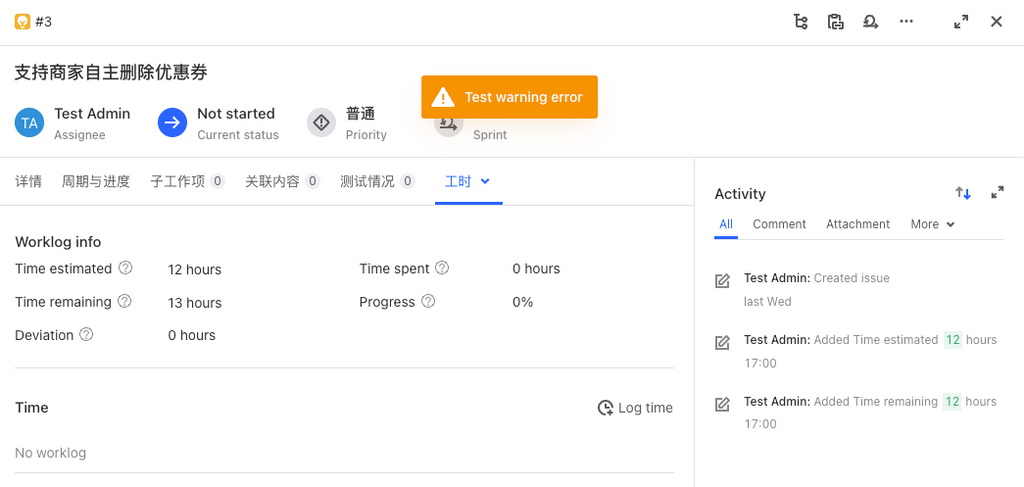 #3
支持商家自主删除优惠券
Test warning error
TA
Test Admin
Assignee
Not started
Current status
普通
Priority
Sprint
详情 周期与进度 子工作项 0 关联内容 0 测试情况 0 工时
Worklog info
Time estimated ? 12 hours Time spent ? 0 hours
Time remaining ? 13 hours Progress ? 0%
Deviation ? 0 hours
Time Log time
No worklog
Activity
All Comment Attachment More
Test Admin: Created issue
last Wed
Test Admin: Added Time estimated 12 hours
17:00
Test Admin: Added Time remaining 12 hours
17:00